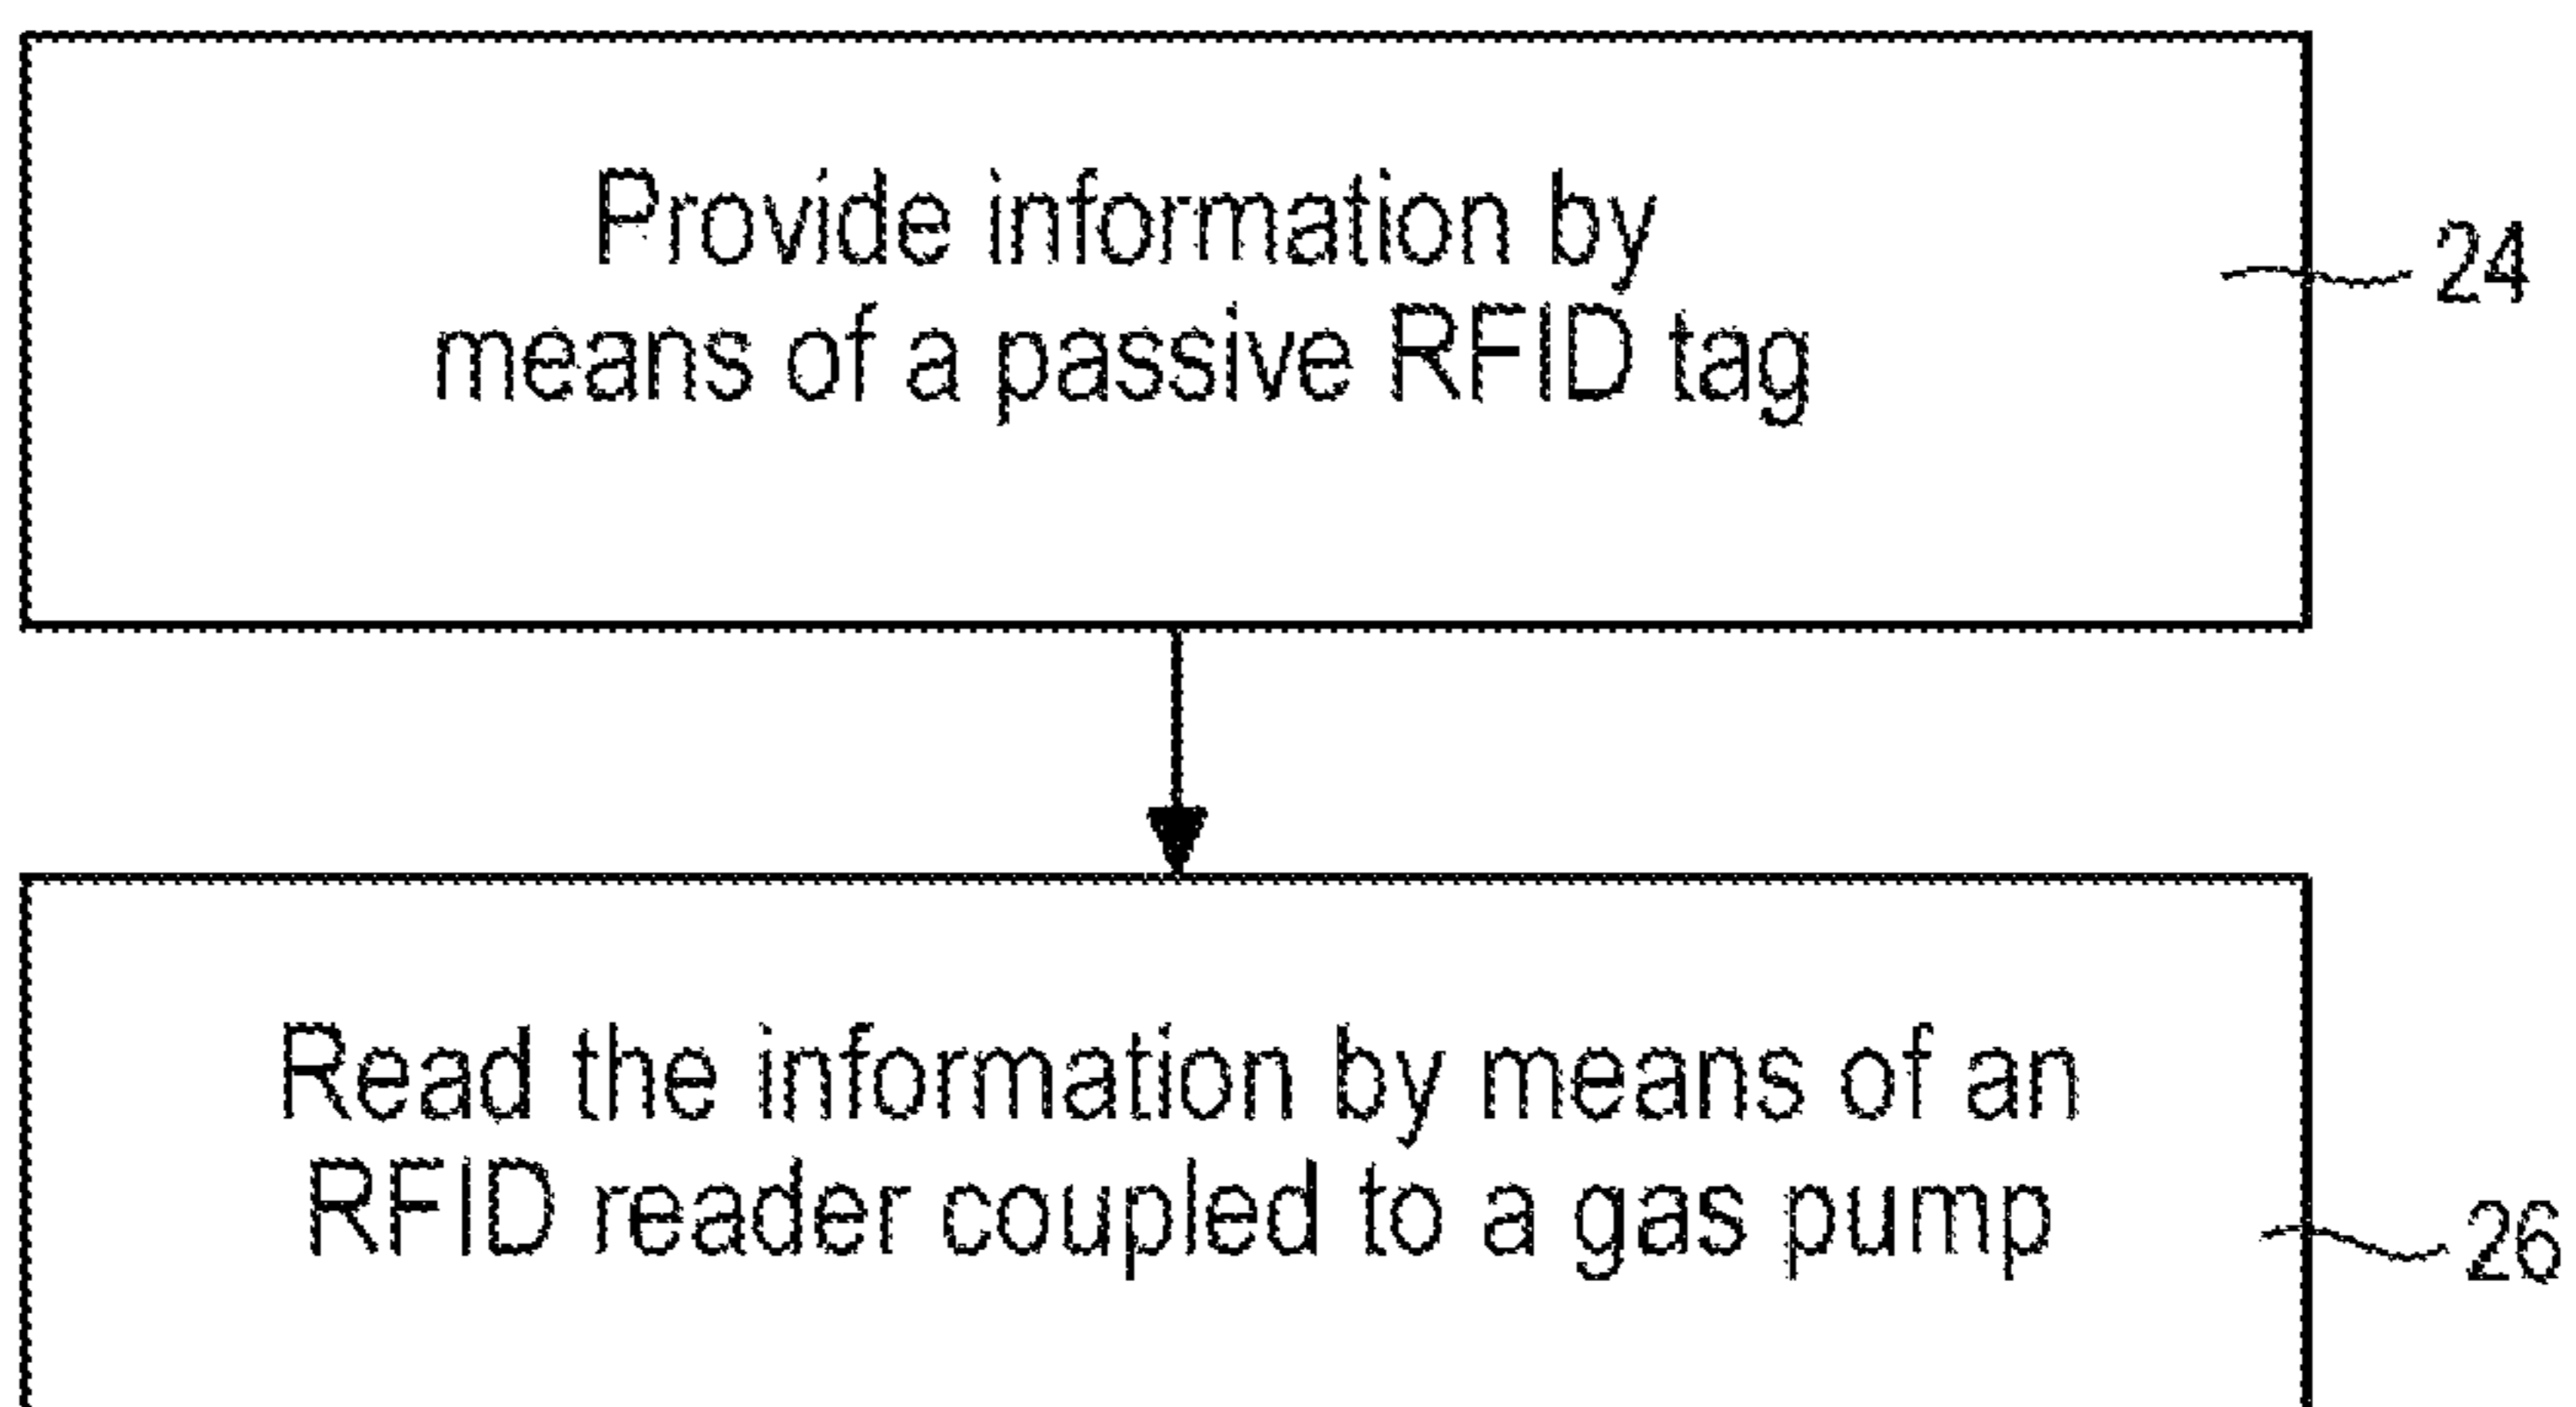 Provide information by
means of a passive RFID tag
24
Read the information by means of an
RFID reader coupled to a gas pump
26